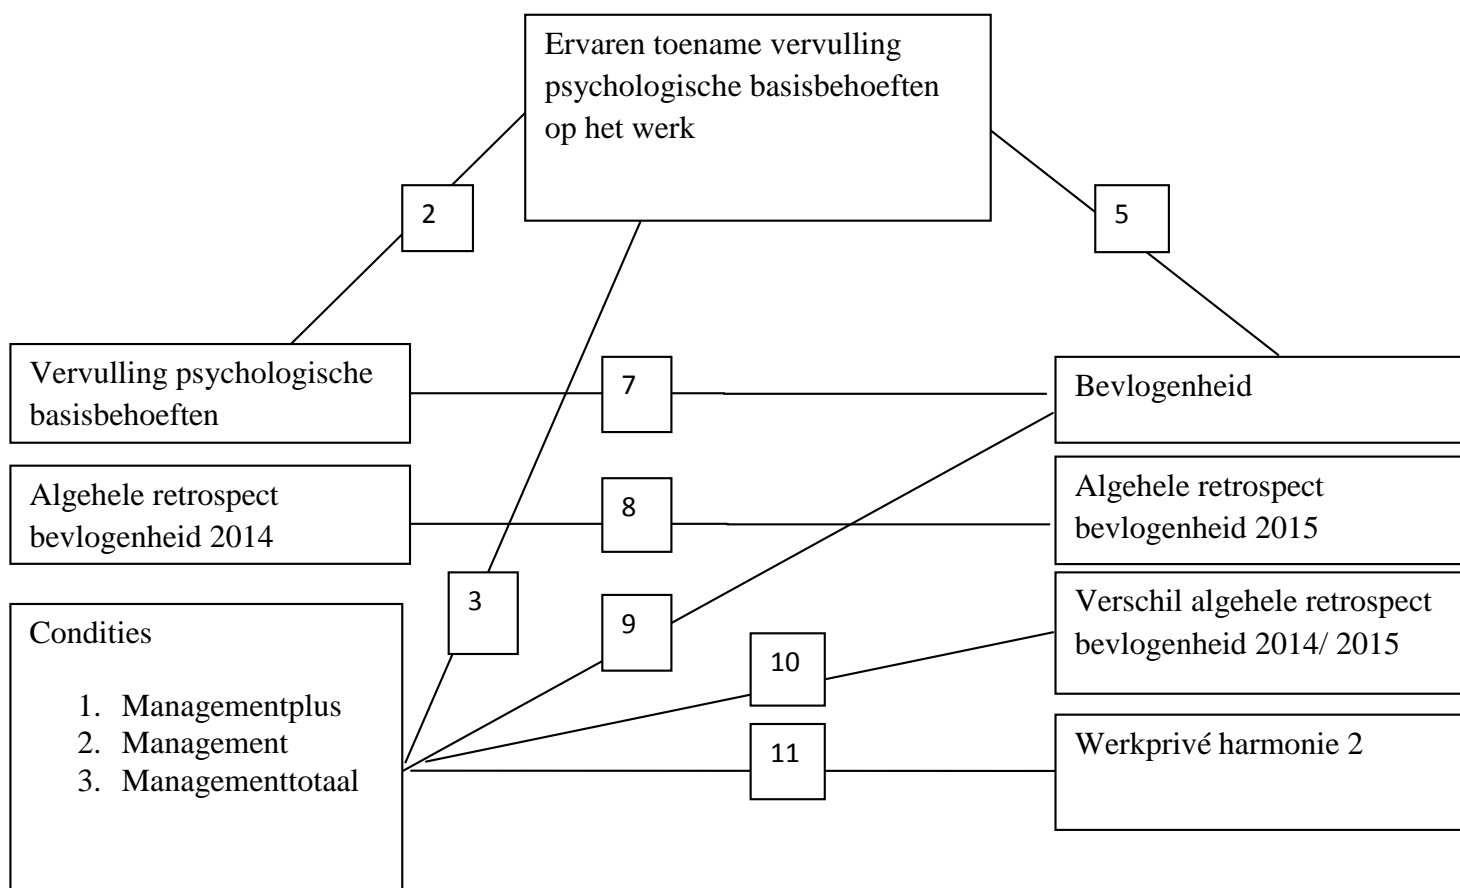 Ervaren toename vervulling
psychologische basisbehoeften
op het werk
2
5
Vervulling psychologische
basisbehoeften
7
Bevlogenheid
Algehele retrospect
bevlogenheid 2014
8
Algehele retrospect
bevlogenheid 2015
3
9
10
Verschil algehele retrospect
bevlogenheid 2014/ 2015
Condities
1. Managementplus
2. Management
3. Managementtotaal
11
Werkprivé harmonie 2